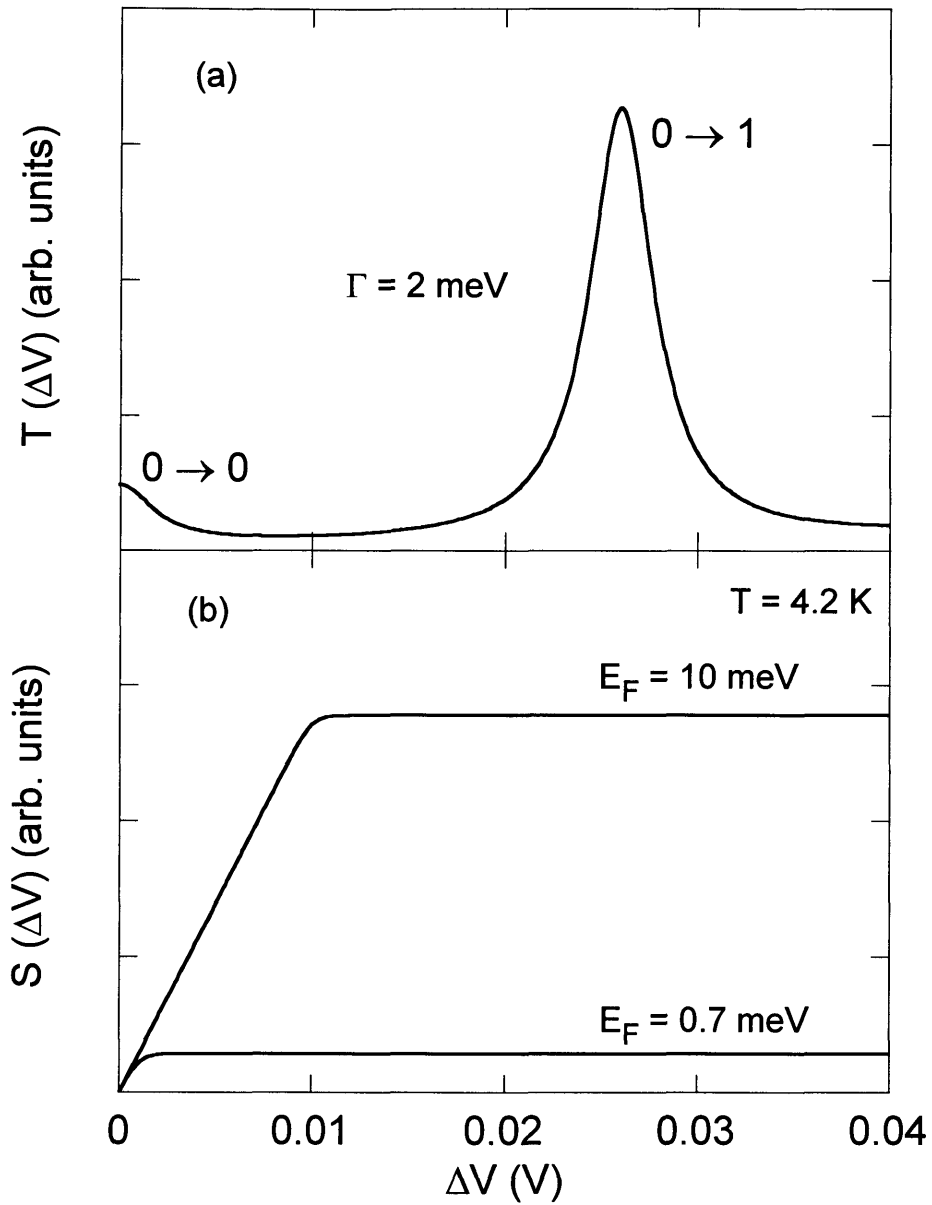 (a)
0 → 1
Γ = 2 meV
0 → 0
T (ΔV) (arb. units)
(b)
T = 4.2 K
E_F = 10 meV
E_F = 0.7 meV
S (ΔV) (arb. units)
0 0.01 0.02 0.03 0.04
ΔV (V)